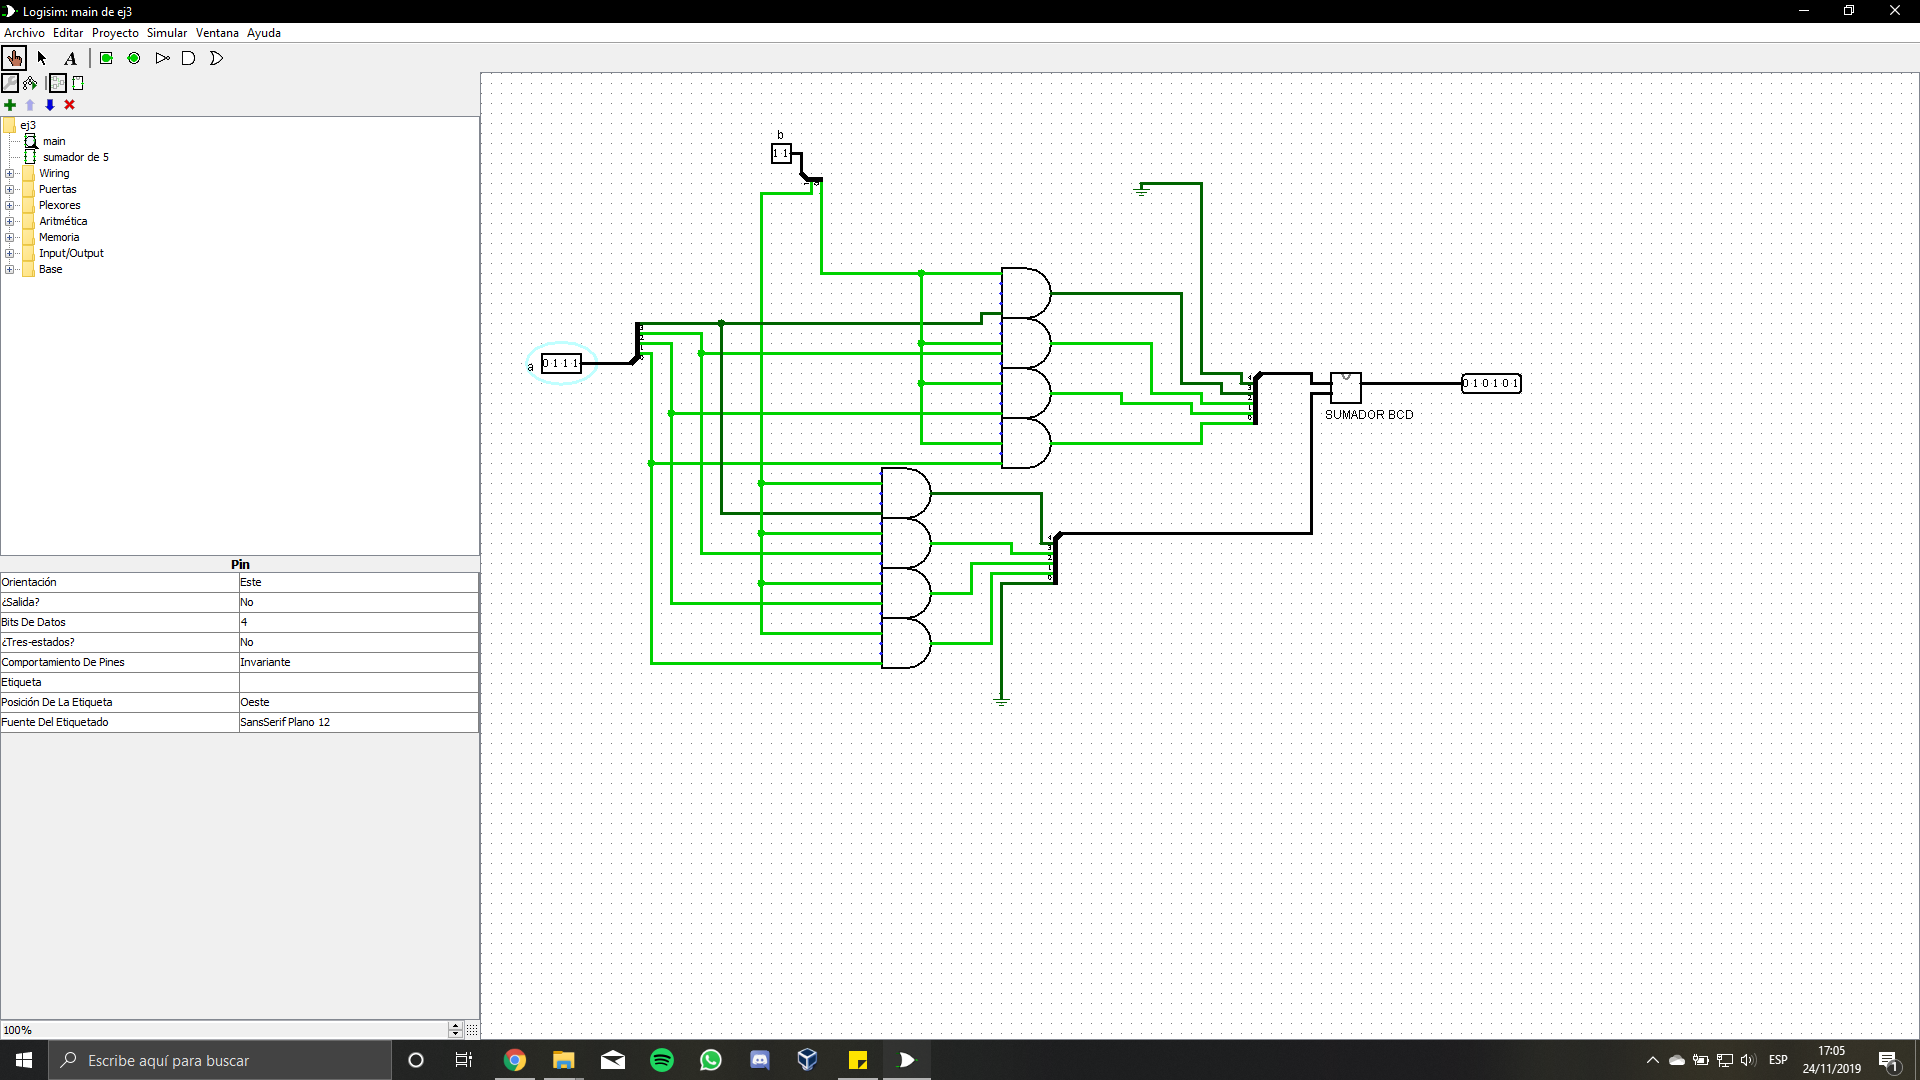 Logisim: main de ej3
Archivo Editar Proyecto Simular Ventana Ayuda
A
ej3
main
sumador de 5
Wiring
Puertas
Plexores
Aritmética
Memoria
Input/Output
Base
b
1 1
a
0 1 1 1
0 1 0 1 0 1
SUMADOR BCD
Pin
Orientación Este
¿Salida? No
Bits De Datos 4
¿Tres-estados? No
Comportamiento De Pines Invariante
Etiqueta
Posición De La Etiqueta Oeste
Fuente Del Etiquetado SansSerif Plano 12
100%
Escribe aquí para buscar
ESP
17:05
24/11/2019
1